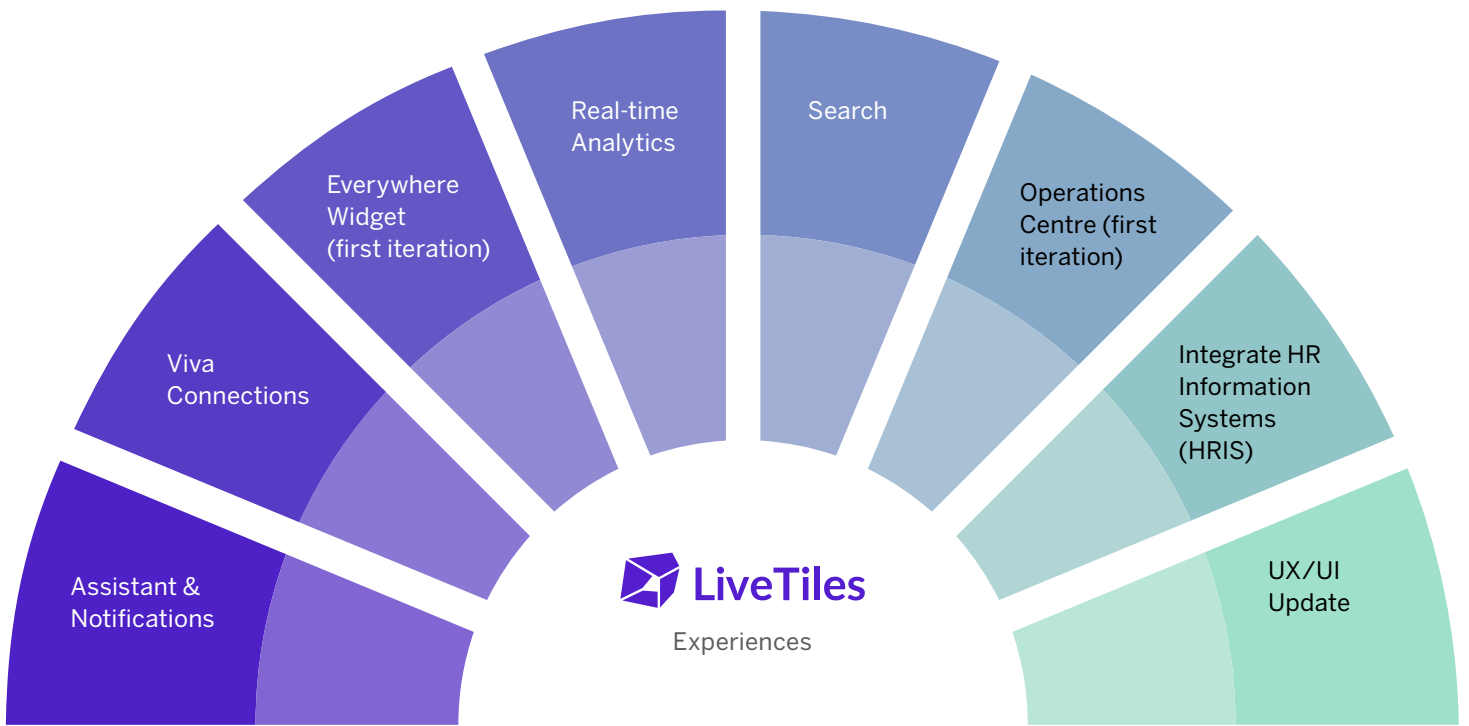 Assistant &
Notifications
Viva
Connections
Everywhere
Widget
(first iteration)
Real-time
Analytics
Search
Operations
Centre (first
iteration)
Integrate HR
Information
Systems
(HRIS)
UX/UI
Update
LiveTiles
Experiences